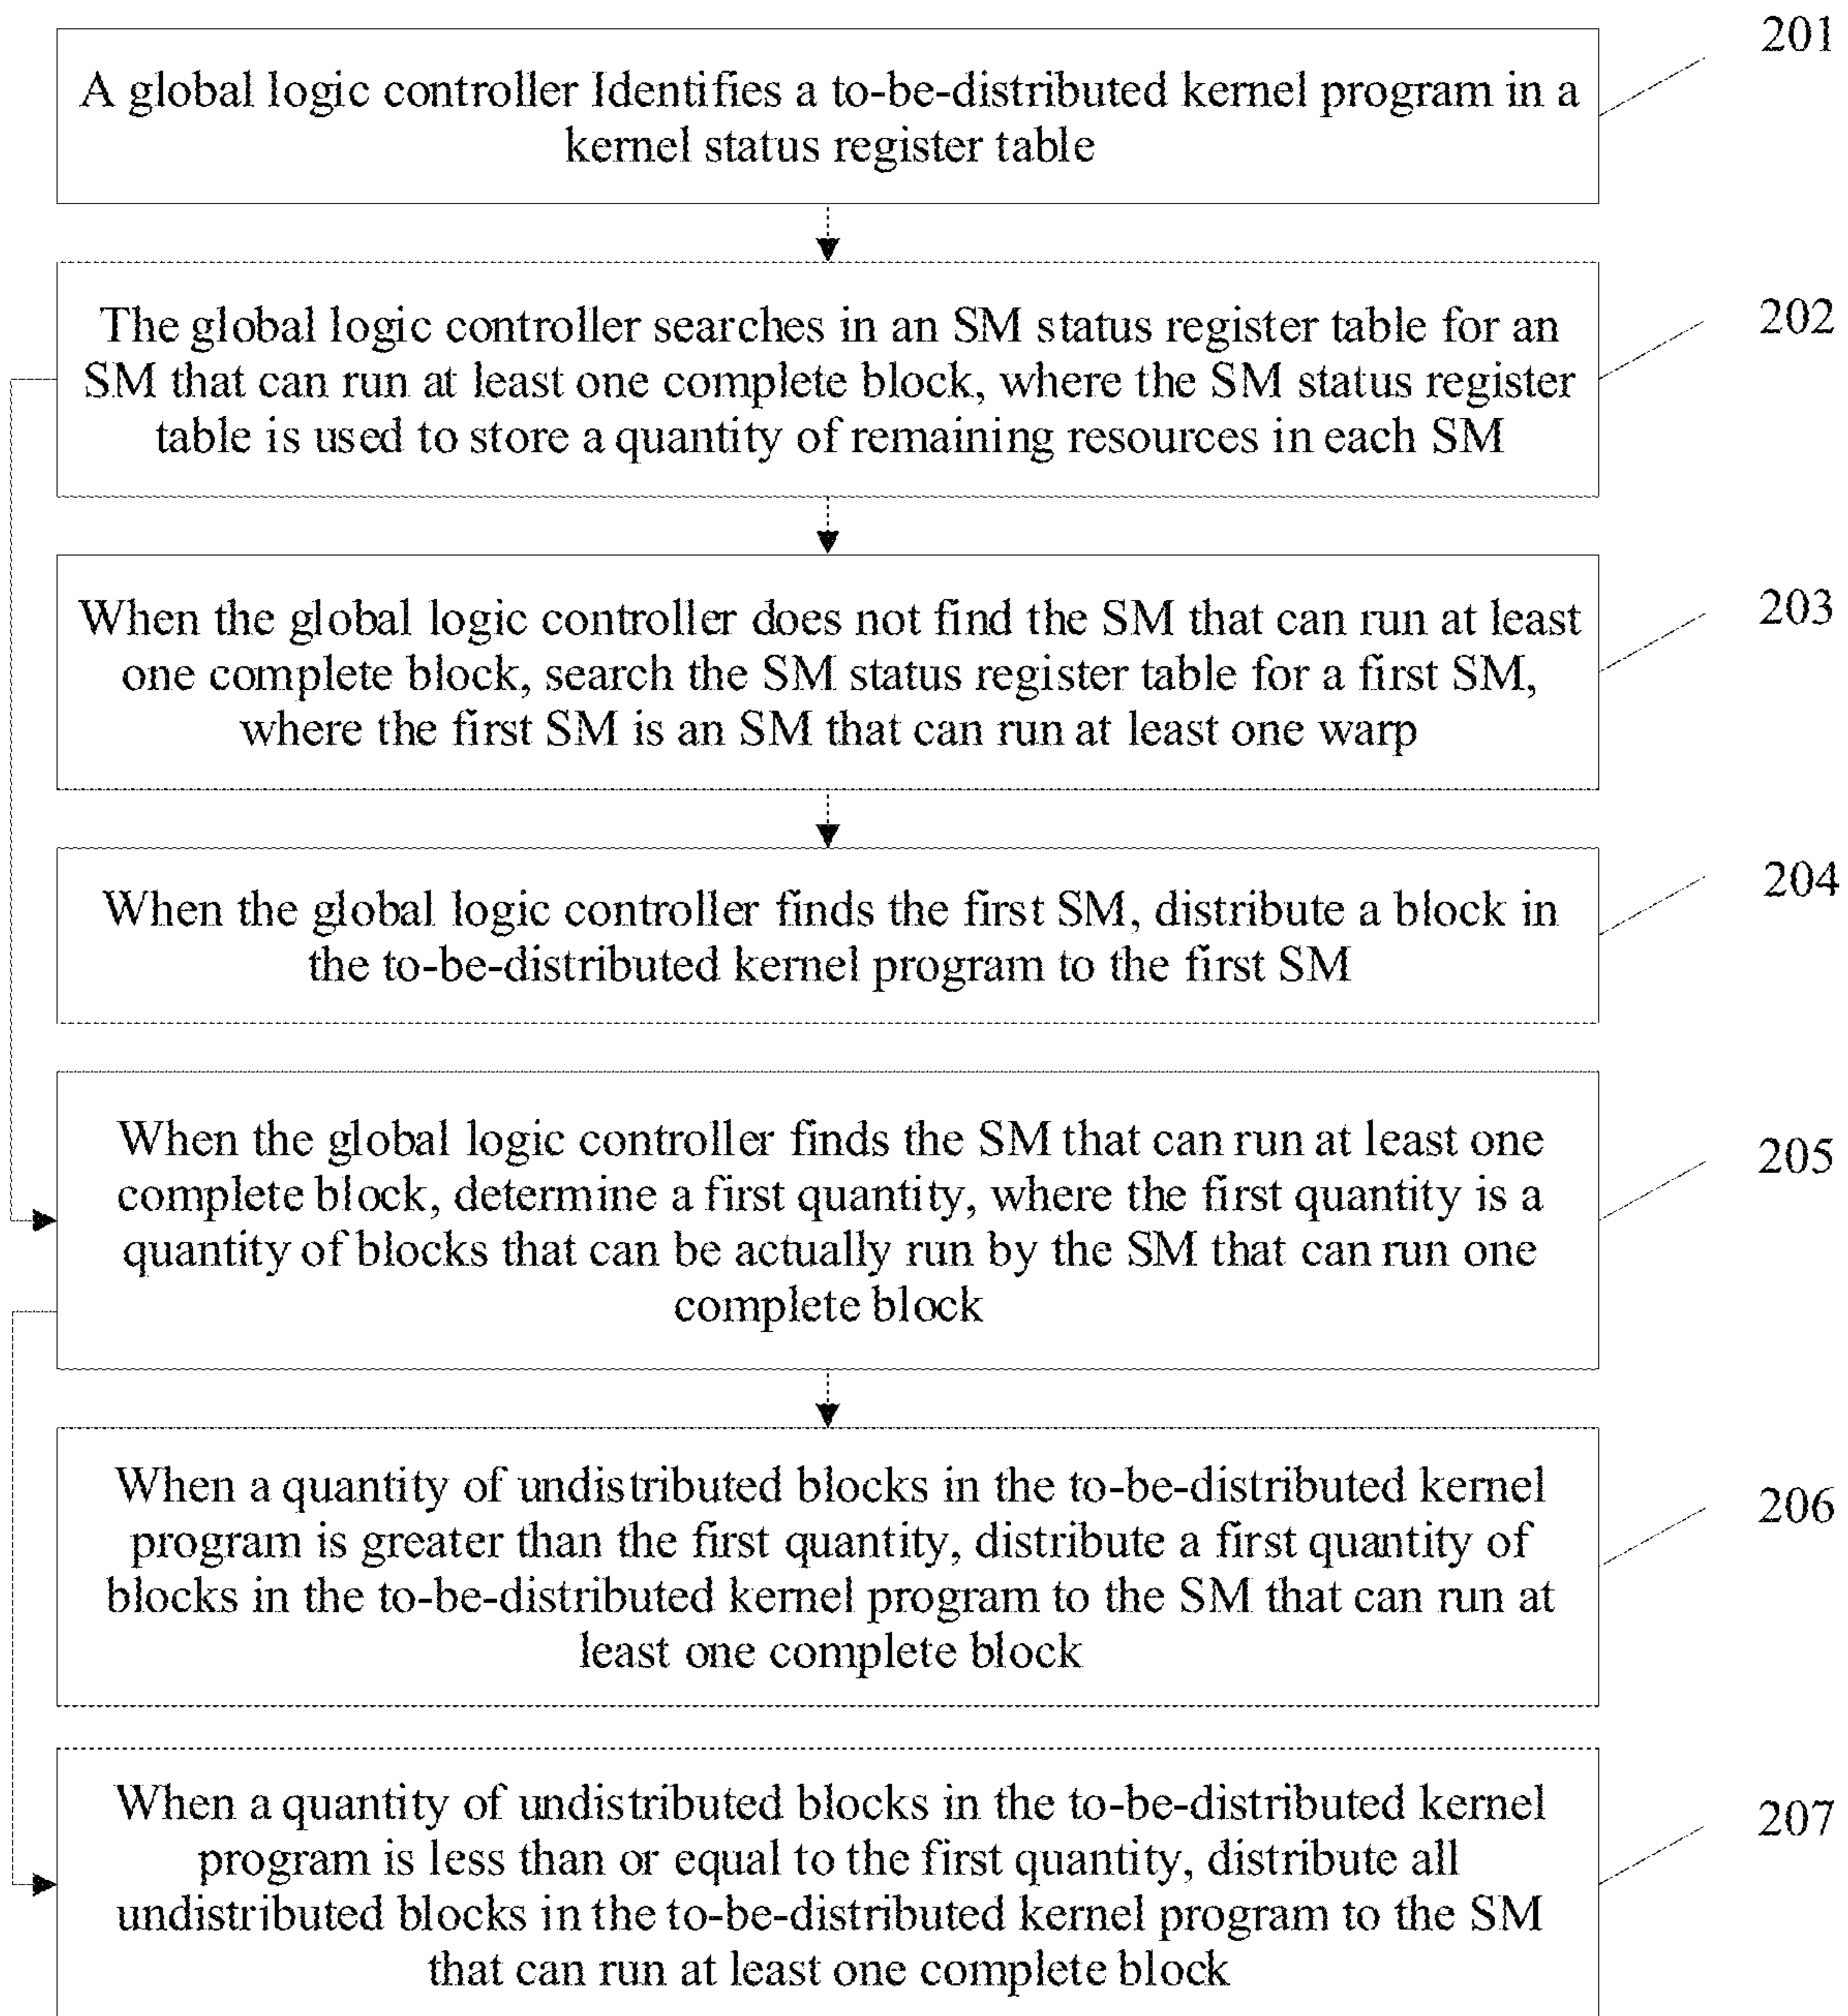 201
A global logic controller Identifies a to-be-distributed kernel program in a
kernel status register table
202
The global logic controller searches in an SM status register table for an
SM that can run at least one complete block, where the SM status register
table is used to store a quantity of remaining resources in each SM
203
When the global logic controller does not find the SM that can run at least
one complete block, search the SM status register table for a first SM,
where the first SM is an SM that can run at least one warp
204
When the global logic controller finds the first SM, distribute a block in
the to-be-distributed kernel program to the first SM
205
When the global logic controller finds the SM that can run at least one
complete block, determine a first quantity, where the first quantity is a
quantity of blocks that can be actually run by the SM that can run one
complete block
206
When a quantity of undistributed blocks in the to-be-distributed kernel
program is greater than the first quantity, distribute a first quantity of
blocks in the to-be-distributed kernel program to the SM that can run at
least one complete block
207
When a quantity of undistributed blocks in the to-be-distributed kernel
program is less than or equal to the first quantity, distribute all
undistributed blocks in the to-be-distributed kernel program to the SM
that can run at least one complete block